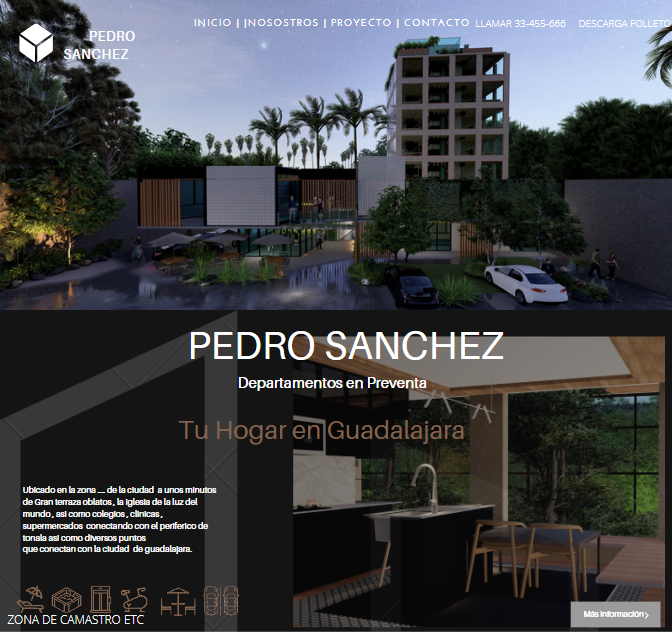 INICIO | |NOSOSTROS | PROYECTO | CONTACTO LLAMAR 33-455-666 DESCARGA FOLLETO
PEDRO
SANCHEZ
PEDRO SANCHEZ
Departamentos en Preventa
Tu Hogar en Guadalajara
Ubicado en la zona .... de la ciudad a unos minutos
de Gran terraza oblatos , la iglesia de la luz del
mundo , asi como colegios , clinicas ,
supermercados conectando con el periferico de
tonala asi como diversos puntos
que conectan con la ciudad de guadalajara.
ZONA DE CAMASTRO ETC
Más información >